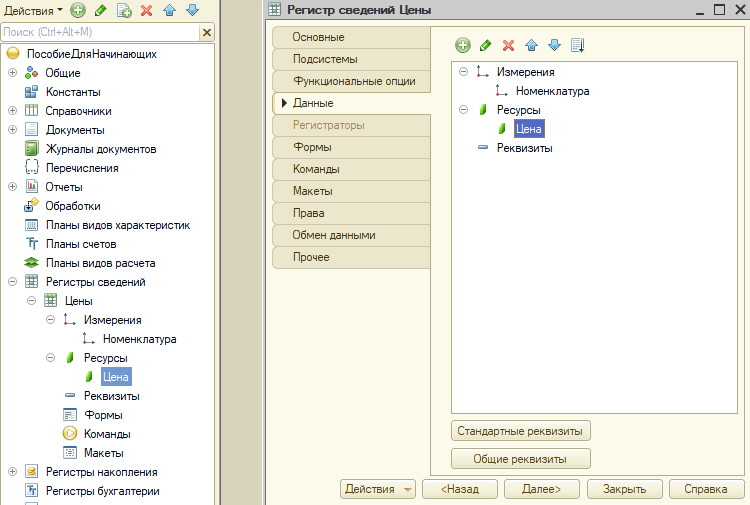 Действия
Поиск (Ctrl+Alt+M)
ПособиеДляНачинающих
Общие
Константы
Справочники
Документы
Журналы документов
Перечисления
Отчеты
Обработки
Планы видов характеристик
Планы счетов
Планы видов расчета
Регистры сведений
Цены
Измерения
Номенклатура
Ресурсы
Цена
Реквизиты
Формы
Команды
Макеты
Регистры накопления
Регистры бухгалтерии
Регистр сведений Цены
Основные
Подсистемы
Функциональные опции
Данные
Регистраторы
Формы
Команды
Макеты
Права
Обмен данными
Прочее
Измерения
Номенклатура
Ресурсы
Цена
Реквизиты
Стандартные реквизиты
Общие реквизиты
Действия
<Назад
Далее>
Закрыть
Справка